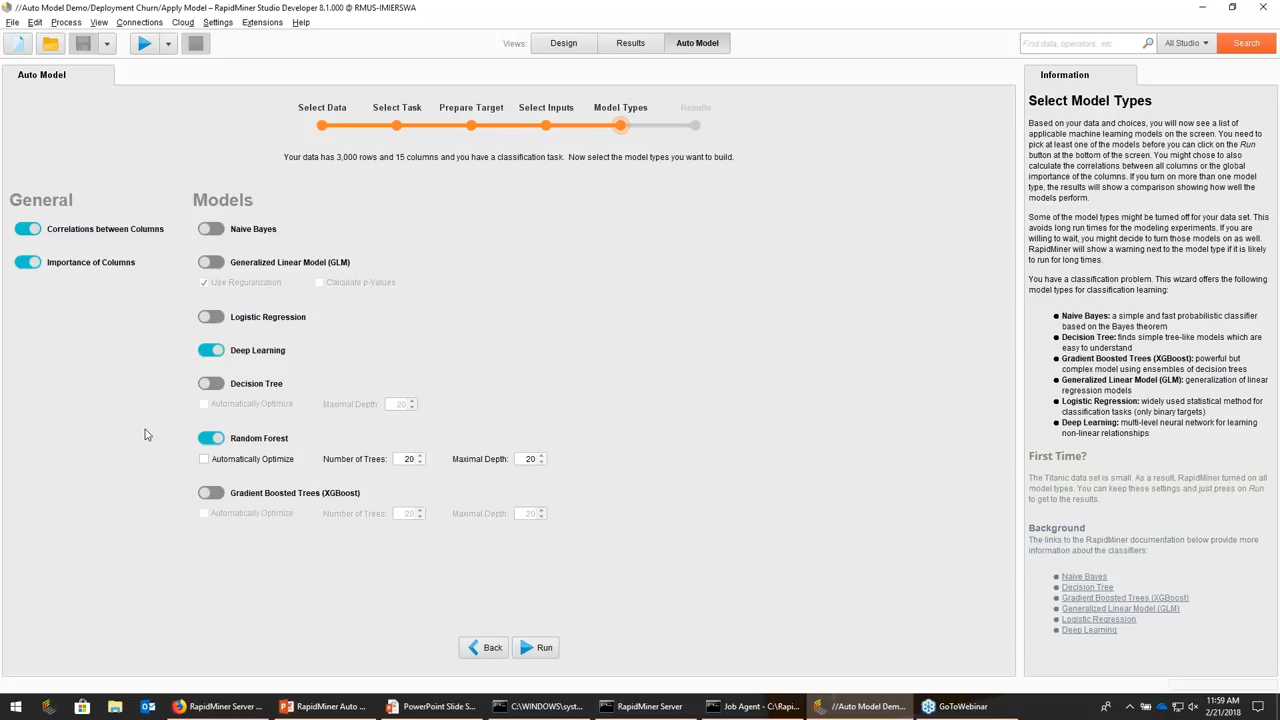 //Auto Model Demo/Deployment Churn/Apply Model – RapidMiner Studio Developer 8.1.000 @ RMUS-IMIERSWA
File Edit Process View Connections Cloud Settings Extensions Help
Views: Design Results Auto Model
Find data, operators...etc All Studio Search
Auto Model
Select Data Select Task Prepare Target Select Inputs Model Types Results
Your data has 3,000 rows and 15 columns and you have a classification task. Now select the model types you want to build.
General
Correlations between Columns
Importance of Columns
Models
Naive Bayes
Generalized Linear Model (GLM)
Use Regularization Calculate p-Values
Logistic Regression
Deep Learning
Decision Tree
Automatically Optimize Maximal Depth: 20
Random Forest
Automatically Optimize Number of Trees: 20 Maximal Depth: 20
Gradient Boosted Trees (XGBoost)
Automatically Optimize Number of Trees: 20 Maximal Depth: 20
Back Run
Information
Select Model Types
Based on your data and choices, you will now see a list of
applicable machine learning models on the screen. You need to
pick at least one of the models before you can click on the Run
button at the bottom of the screen. You might chose to also
calculate the correlations between all columns or the global
importance of the columns. If you turn on more than one model
type, the results will show a comparison showing how well the
models perform.
Some of the model types might be turned off for your data set. This
avoids long run times for the modeling experiments. If you are
willing to wait, you might decide to turn those models on as well.
RapidMiner will show a warning next to the model type if it is likely
to run for long times.
You have a classification problem. This wizard offers the following
model types for classification learning:
Naive Bayes: a simple and fast probabilistic classifier
based on the Bayes theorem
Decision Tree: finds simple tree-like models which are
easy to understand
Gradient Boosted Trees (XGBoost): powerful but
complex model using ensembles of decision trees
Generalized Linear Model (GLM): generalization of linear
regression models
Logistic Regression: widely used statistical method for
classification tasks (only binary targets)
Deep Learning: multi-level neural network for learning
non-linear relationships
First Time?
The Titanic data set is small. As a result, RapidMiner turned on all
model types. You can keep these settings and just press on Run
to get to the results.
Background
The links to the RapidMiner documentation below provide more
information about the classifiers:
Naive Bayes
Decision Tree
Gradient Boosted Trees (XGBoost)
Generalized Linear Model (GLM)
Logistic Regression
Deep Learning
RapidMiner Server ... RapidMiner Auto ... PowerPoint Slide S... C:\WINDOWS\syst... RapidMiner Server Job Agent - C:\Rapi... //Auto Model Demo... GoToWebinar
11:59 AM
2/21/2018